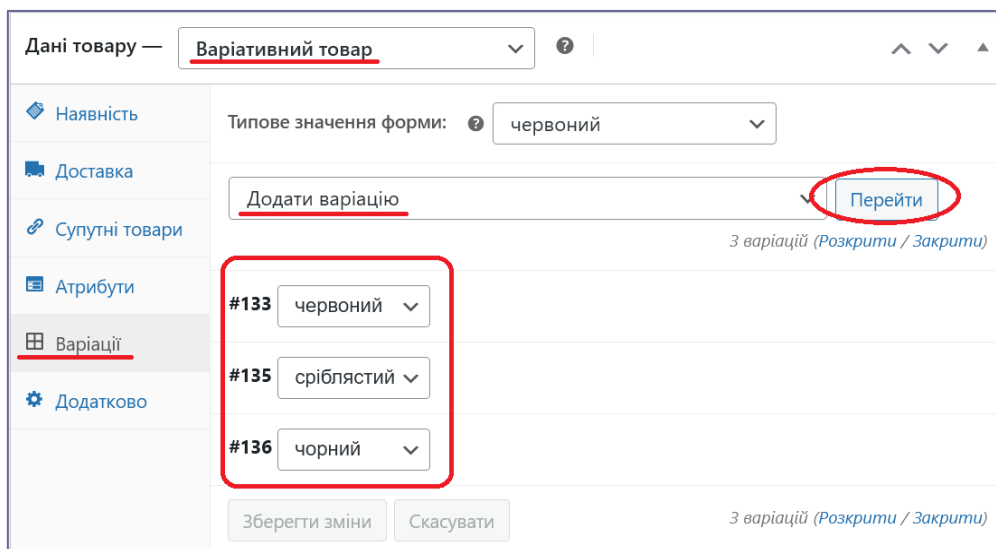 Дані товару — Варіативний товар
Наявність
Доставка
Супутні товари
Атрибути
Варіації
Додатково
Типове значення форми: червоний
Додати варіацію Перейти
3 варіацій (Розкрити / Закрити)
#133 червоний
#135 сріблястий
#136 чорний
Зберегти зміни Скасувати 3 варіацій (Розкрити / Закрити)